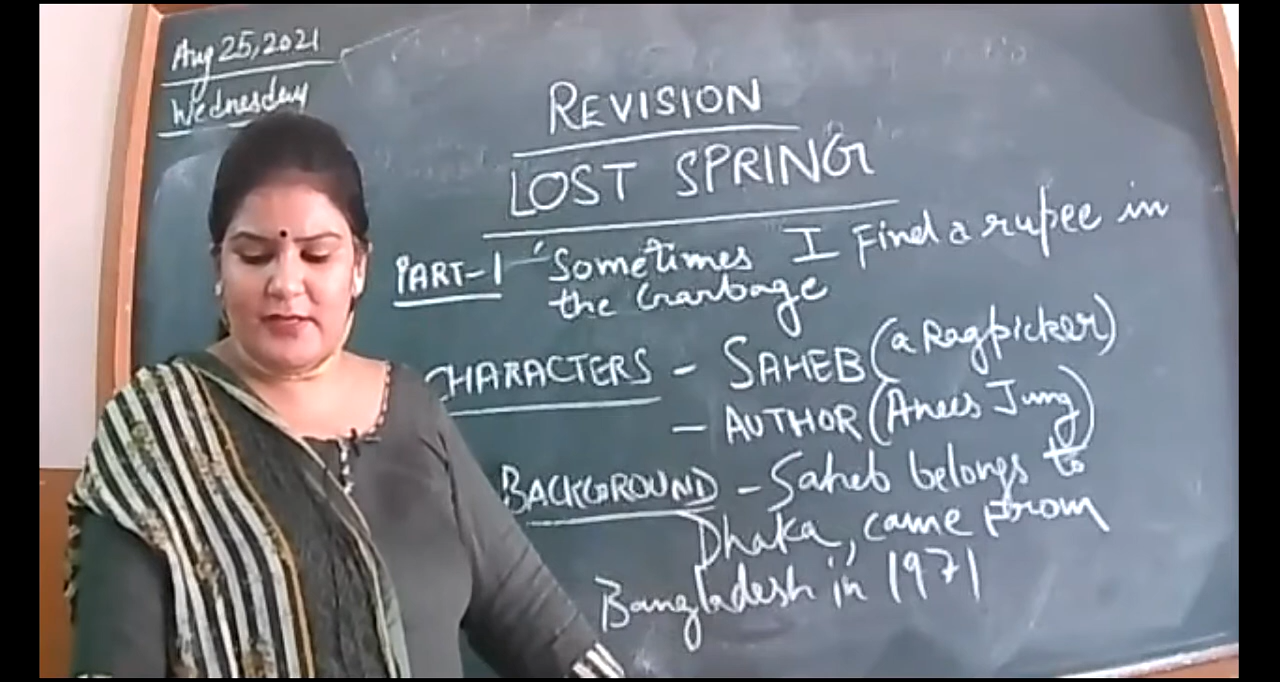 Aug 25, 2021
Wednesday
REVISION
LOST SPRING
PART-1 'Sometimes I Find a rupee in
the Garbage
CHARACTERS - SAHEB (a Ragpicker)
- AUTHOR (Anees Jung)
BACKGROUND - Saheb belongs to
Dhaka, came from
Bangladesh in 1971